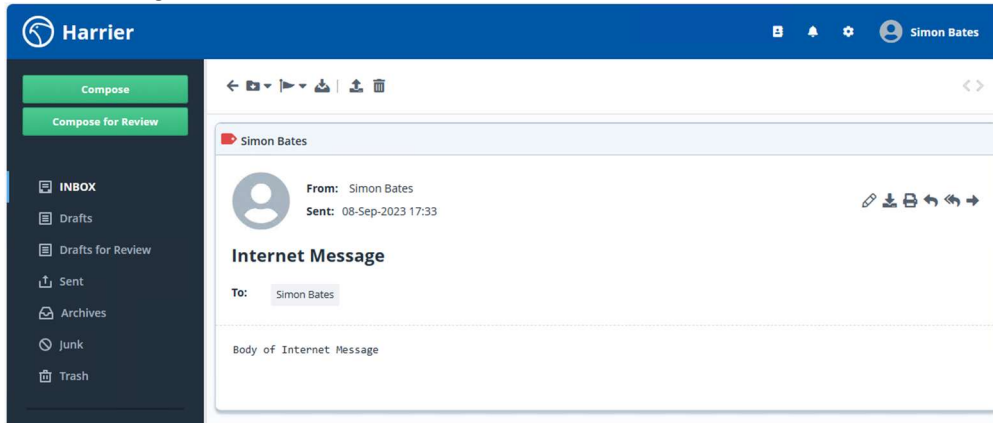 Harrier
Simon Bates
Compose
Compose for Review
INBOX
Drafts
Drafts for Review
Sent
Archives
Junk
Trash
Simon Bates
From: Simon Bates
Sent: 08-Sep-2023 17:33
Internet Message
To: Simon Bates
Body of Internet Message